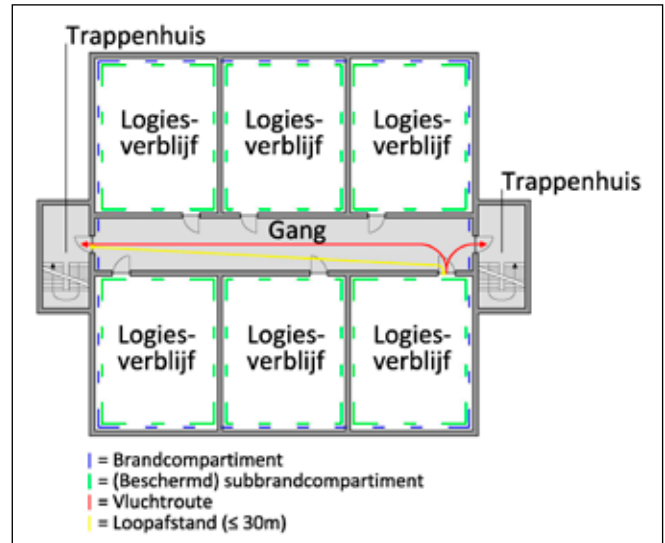 Trappenhuis
Logies-
verblijf
Logies-
verblijf
Logies-
verblijf
Trappenhuis
Gang
Logies-
verblijf
Logies-
verblijf
Logies-
verblijf
| = Brandcompartiment
| = (Beschermd) subbrandcompartiment
| = Vluchtroute
| = Loopafstand (≤ 30m)